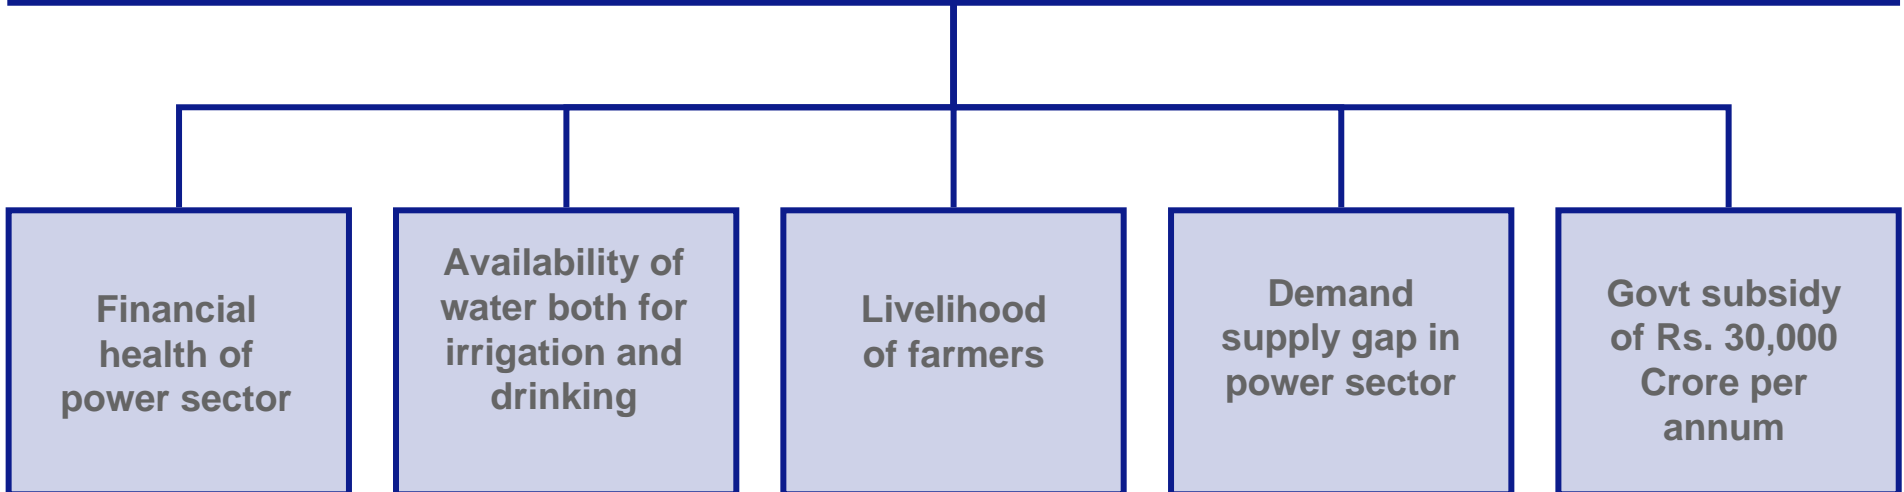 Financial
health of
power sector
Availability of
water both for
irrigation and
drinking
Livelihood
of farmers
Demand
supply gap in
power sector
Govt subsidy
of Rs. 30,000
Crore per
annum